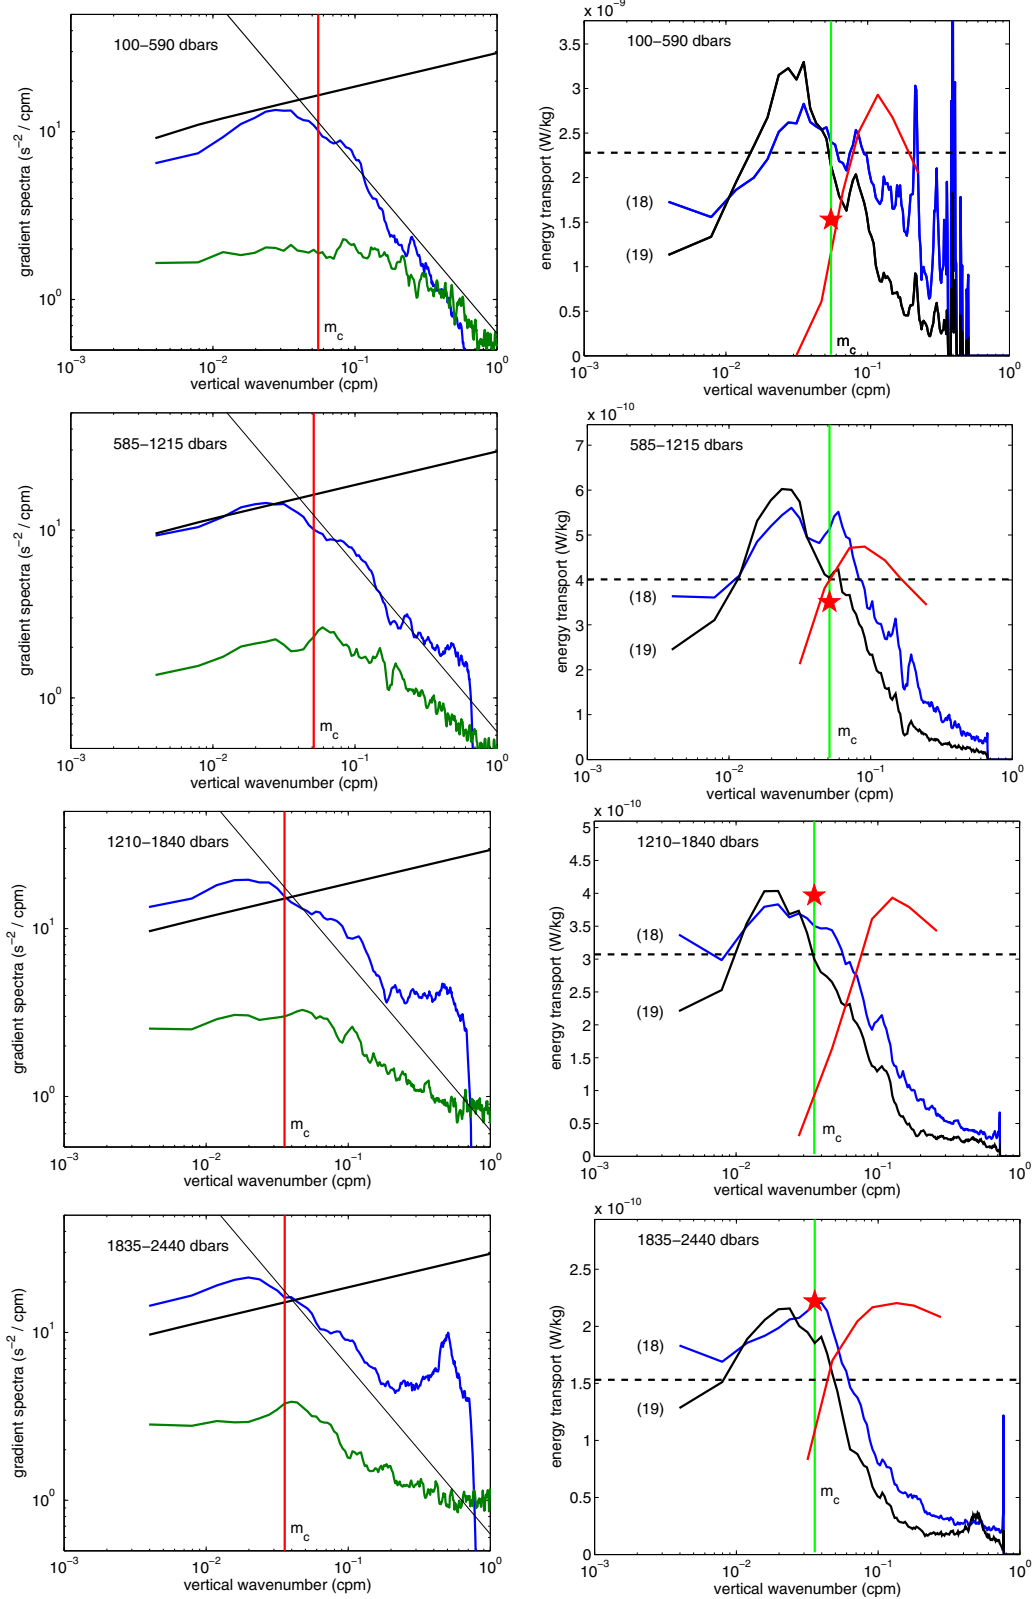 100−590 dbars
gradient spectra (s⁻² / cpm)
10¹
10⁰
m_c
10⁻³ 10⁻² 10⁻¹ 10⁰
vertical wavenumber (cpm)
x 10⁻⁹
100−590 dbars
energy transport (W/kg)
3.5
3
2.5
2
1.5
1
0.5
0
(18)
(19)
m_c
10⁻³ 10⁻² 10⁻¹ 10⁰
vertical wavenumber (cpm)
585−1215 dbars
gradient spectra (s⁻² / cpm)
10¹
10⁰
m_c
10⁻³ 10⁻² 10⁻¹ 10⁰
vertical wavenumber (cpm)
x 10⁻¹⁰
585−1215 dbars
energy transport (W/kg)
7
6
5
4
3
2
1
0
(18)
(19)
m_c
10⁻³ 10⁻² 10⁻¹ 10⁰
vertical wavenumber (cpm)
1210−1840 dbars
gradient spectra (s⁻² / cpm)
10¹
10⁰
m_c
10⁻³ 10⁻² 10⁻¹ 10⁰
vertical wavenumber (cpm)
x 10⁻¹⁰
1210−1840 dbars
energy transport (W/kg)
5
4.5
4
3.5
3
2.5
2
1.5
1
0.5
0
(18)
(19)
m_c
10⁻³ 10⁻² 10⁻¹ 10⁰
vertical wavenumber (cpm)
1835−2440 dbars
gradient spectra (s⁻² / cpm)
10¹
10⁰
m_c
10⁻³ 10⁻² 10⁻¹ 10⁰
vertical wavenumber (cpm)
x 10⁻¹⁰
1835−2440 dbars
energy transport (W/kg)
2.5
2
1.5
1
0.5
0
(18)
(19)
m_c
10⁻³ 10⁻² 10⁻¹ 10⁰
vertical wavenumber (cpm)